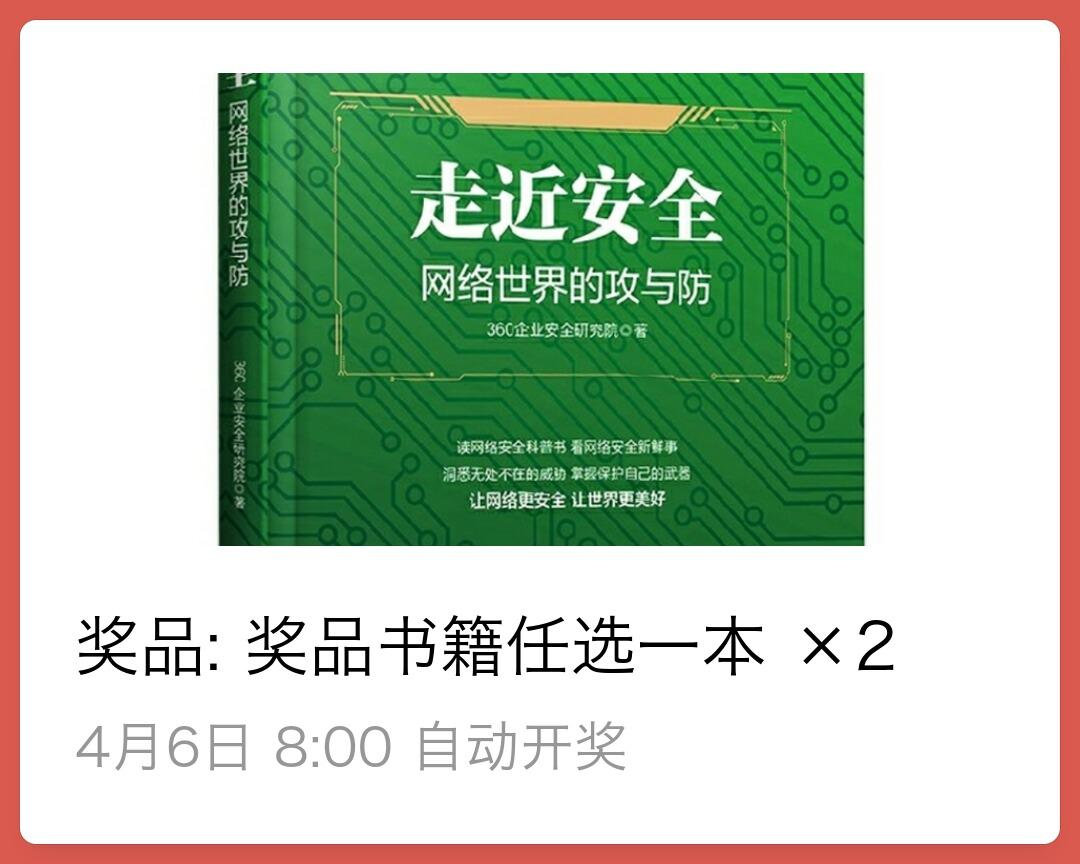 网络世界的攻与防
360 企业安全研究院◎著
走近安全
网络世界的攻与防
360企业安全研究院◎著
读网络安全科普书 看网络安全新鲜事
洞悉无处不在的威胁 掌握保护自己的武器
让网络更安全 让世界更美好
奖品: 奖品书籍任选一本 ×2
4月6日 8:00 自动开奖